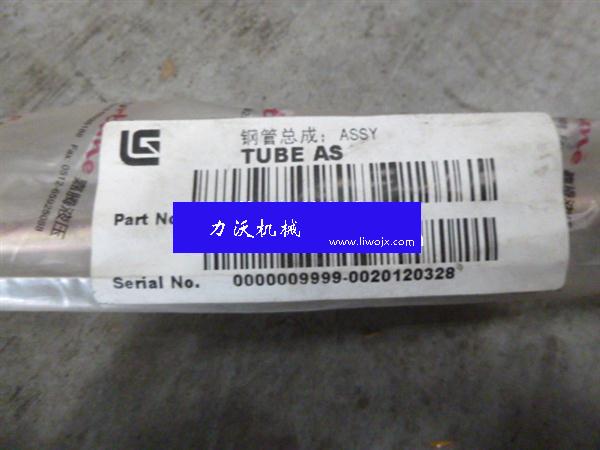 LG
钢管总成; ASSY
TUBE AS
Part No
力沃机械
www.liwojx.com
Serial No. 0000009999-0020120328